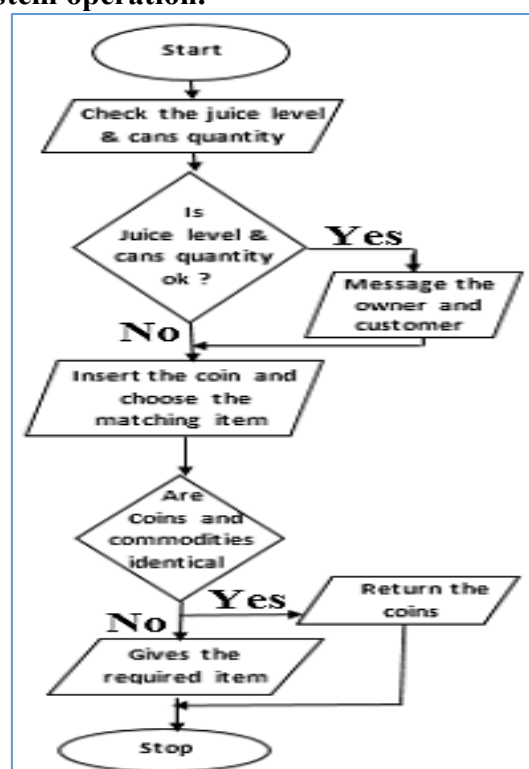 stem operation.
Start
Check the juice level
& cans quantity
Is
Juice level &
cans quantity
ok ?
Yes
Message the
owner and
customer
No
Insert the coin and
choose the
matching item
Are
Coins and
commodities
identical
Yes
Return the
coins
No
Gives the
required item
Stop